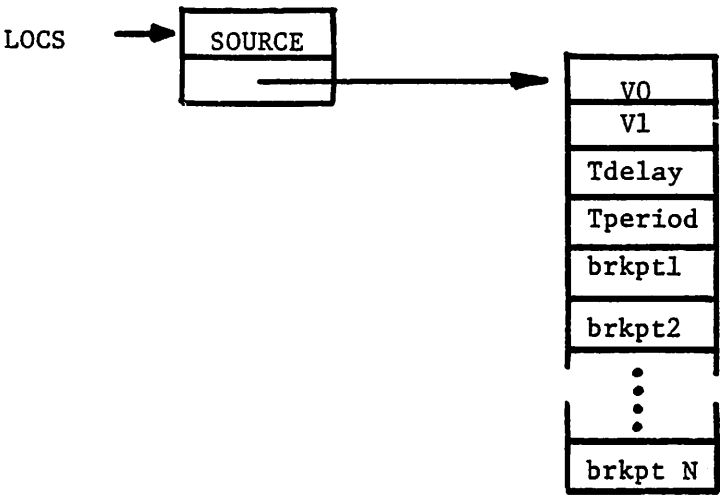 LOCS
SOURCE
V0
V1
Tdelay
Tperiod
brkpt1
brkpt2
brkpt N